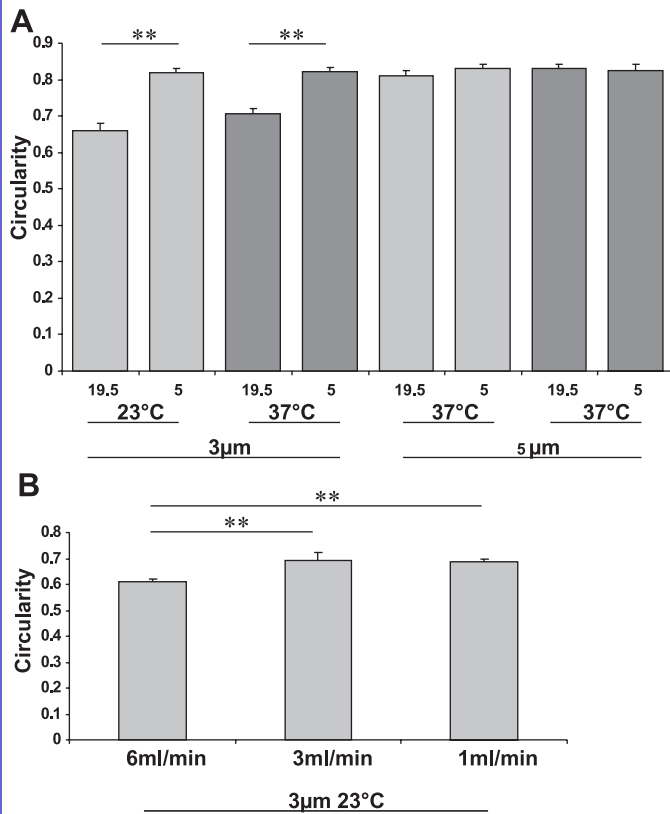 A
** **
0.9
0.8
0.7
0.6
0.5
0.4
0.3
0.2
0.1
0
Circularity
19.5 5 19.5 5 19.5 5 19.5 5
23°C 37°C 37°C 37°C
3µm 5 µm
B
**
**
0.8
0.7
0.6
0.5
0.4
0.3
0.2
0.1
0
Circularity
6ml/min 3ml/min 1ml/min
3µm 23°C